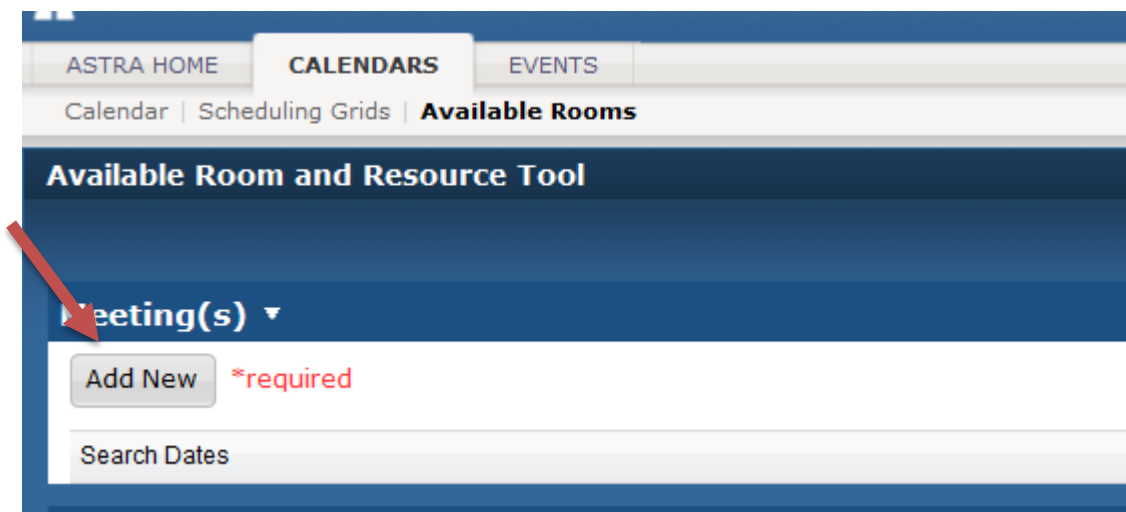 ASTRA HOME CALENDARS EVENTS
Calendar | Scheduling Grids | Available Rooms
Available Room and Resource Tool
Meeting(s) ▼
Add New *required
Search Dates